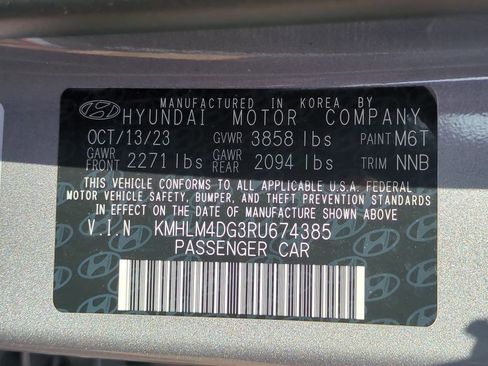 MANUFACTURED IN KOREA BY
HYUNDAI MOTOR COMPANY
OCT/13/23 GVWR 3858 lbs PAINT M6T
GAWR FRONT 2271 lbs GAWR REAR 2094 lbs TRIM NNB
THIS VEHICLE CONFORMS TO ALL APPLICABLE U.S.A. FEDERAL
MOTOR VEHICLE SAFETY, BUMPER, AND THEFT PREVENTION STANDARDS
IN EFFECT ON THE DATE OF MANUFACTURE SHOWN ABOVE
V.I.N KMHLM4DG3RU674385
PASSENGER CAR